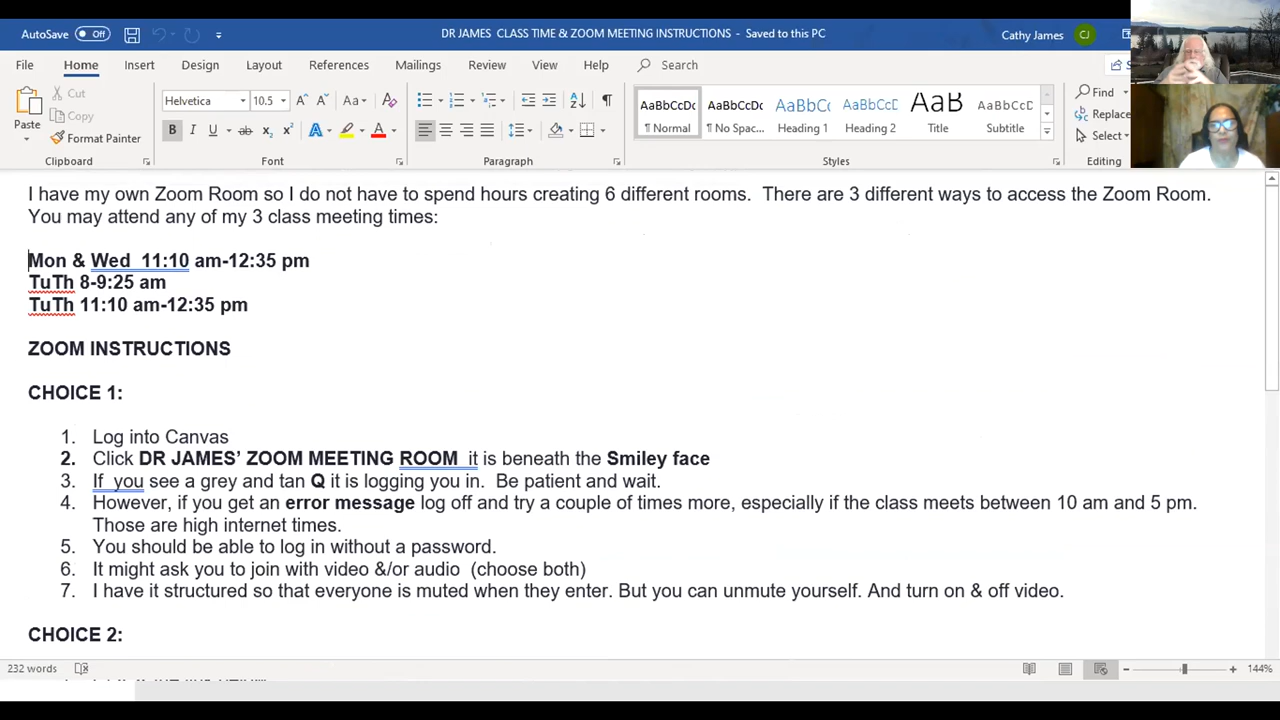 AutoSave Off
DR JAMES CLASS TIME & ZOOM MEETING INSTRUCTIONS - Saved to this PC
Cathy James CJ
File Home Insert Design Layout References Mailings Review View Help Search
Paste
Cut
Copy
Format Painter
Clipboard
Helvetica 10.5
Font
Paragraph
AaBbCcDc AaBbCcDc AaBbCc AaBbCcD AaB AaBbCcD
¶ Normal ¶ No Spac... Heading 1 Heading 2 Title Subtitle
Styles
Find
Replace
Select
Editing
I have my own Zoom Room so I do not have to spend hours creating 6 different rooms. There are 3 different ways to access the Zoom Room.
You may attend any of my 3 class meeting times:
Mon & Wed 11:10 am-12:35 pm
TuTh 8-9:25 am
TuTh 11:10 am-12:35 pm
ZOOM INSTRUCTIONS
CHOICE 1:
1. Log into Canvas
2. Click DR JAMES’ ZOOM MEETING ROOM it is beneath the Smiley face
3. If you see a grey and tan Q it is logging you in. Be patient and wait.
4. However, if you get an error message log off and try a couple of times more, especially if the class meets between 10 am and 5 pm.
Those are high internet times.
5. You should be able to log in without a password.
6. It might ask you to join with video &/or audio (choose both)
7. I have it structured so that everyone is muted when they enter. But you can unmute yourself. And turn on & off video.
CHOICE 2:
232 words
144%